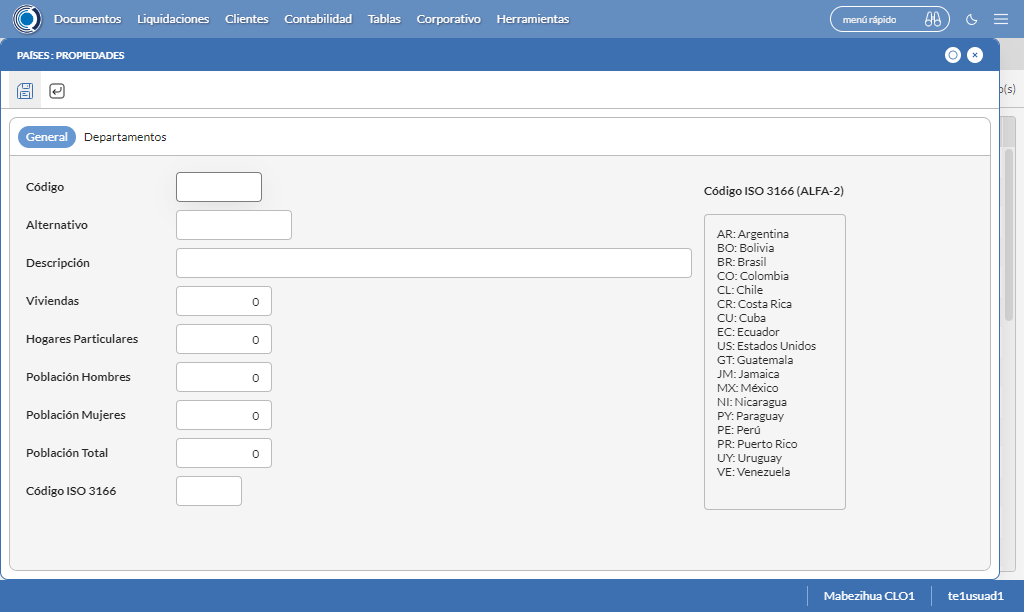 Documentos Liquidaciones Clientes Contabilidad Tablas Corporativo Herramientas menú rápido
PAÍSES : PROPIEDADES
o(s)
General Departamentos
Código
Alternativo
Descripción
Viviendas 0
Hogares Particulares 0
Población Hombres 0
Población Mujeres 0
Población Total 0
Código ISO 3166
Código ISO 3166 (ALFA-2)
AR: Argentina
BO: Bolivia
BR: Brasil
CO: Colombia
CL: Chile
CR: Costa Rica
CU: Cuba
EC: Ecuador
US: Estados Unidos
GT: Guatemala
JM: Jamaica
MX: México
NI: Nicaragua
PY: Paraguay
PE: Perú
PR: Puerto Rico
UY: Uruguay
VE: Venezuela
Mabezihua CLO1 te1usuad1